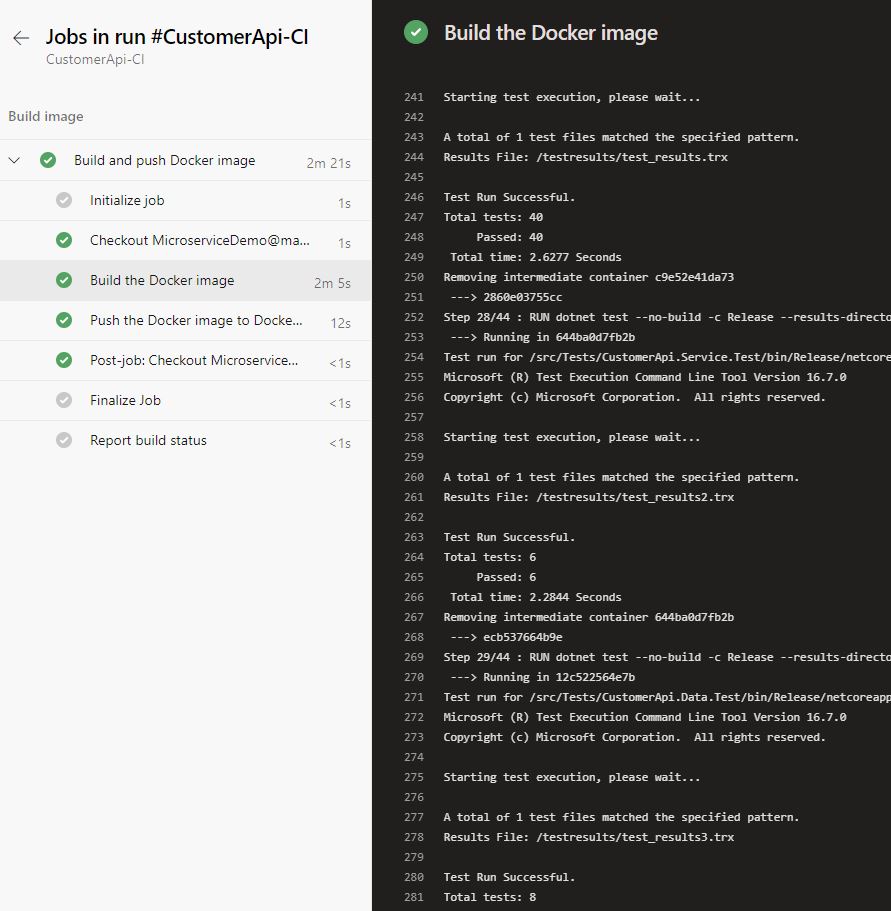 Jobs in run #CustomerApi-CI
CustomerApi-CI
Build image
Build and push Docker image 2m 21s
Initialize job 1s
Checkout MicroserviceDemo@ma... 1s
Build the Docker image 2m 5s
Push the Docker image to Docke... 12s
Post-job: Checkout Microservice... <1s
Finalize Job <1s
Report build status <1s
Build the Docker image
241 Starting test execution, please wait...
242
243 A total of 1 test files matched the specified pattern.
244 Results File: /testresults/test_results.trx
245
246 Test Run Successful.
247 Total tests: 40
248 Passed: 40
249 Total time: 2.6277 Seconds
250 Removing intermediate container c9e52e41da73
251 ---> 2860e03755cc
252 Step 28/44 : RUN dotnet test --no-build -c Release --results-directo
253 ---> Running in 644ba0d7fb2b
254 Test run for /src/Tests/CustomerApi.Service.Test/bin/Release/netcore
255 Microsoft (R) Test Execution Command Line Tool Version 16.7.0
256 Copyright (c) Microsoft Corporation. All rights reserved.
257
258 Starting test execution, please wait...
259
260 A total of 1 test files matched the specified pattern.
261 Results File: /testresults/test_results2.trx
262
263 Test Run Successful.
264 Total tests: 6
265 Passed: 6
266 Total time: 2.2844 Seconds
267 Removing intermediate container 644ba0d7fb2b
268 ---> ecb537664b9e
269 Step 29/44 : RUN dotnet test --no-build -c Release --results-directo
270 ---> Running in 12c522564e7b
271 Test run for /src/Tests/CustomerApi.Data.Test/bin/Release/netcoreapp
272 Microsoft (R) Test Execution Command Line Tool Version 16.7.0
273 Copyright (c) Microsoft Corporation. All rights reserved.
274
275 Starting test execution, please wait...
276
277 A total of 1 test files matched the specified pattern.
278 Results File: /testresults/test_results3.trx
279
280 Test Run Successful.
281 Total tests: 8